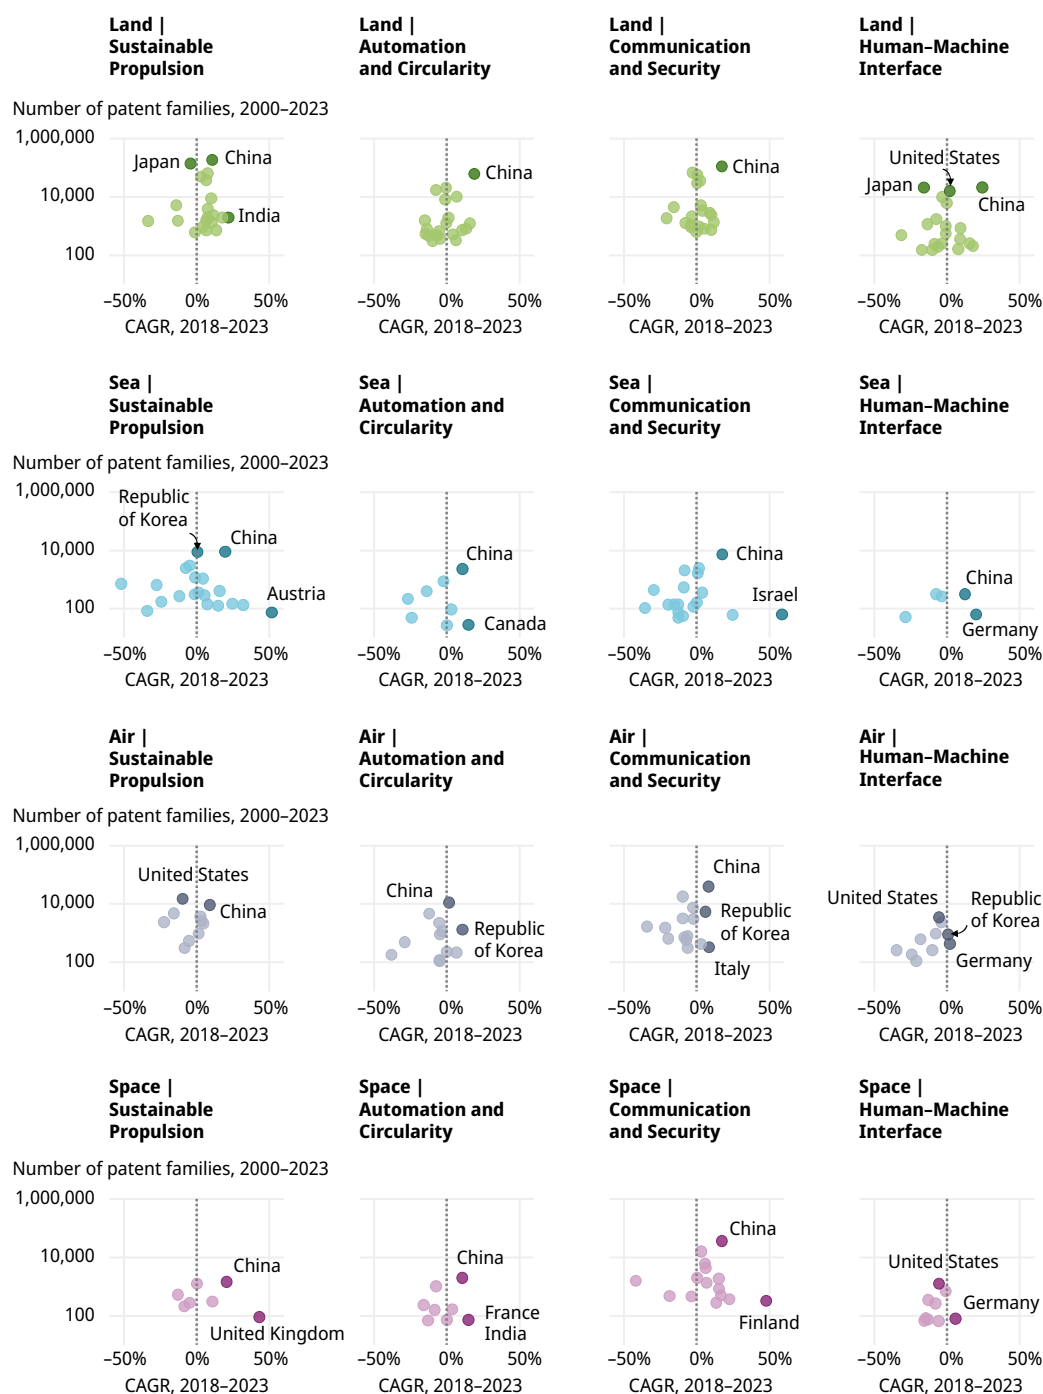 Land |
Sustainable
Propulsion
Land |
Automation
and Circularity
Land |
Communication
and Security
Land |
Human–Machine
Interface
Number of patent families, 2000–2023
1,000,000
10,000
100
Japan
China
India
–50% 0% 50%
CAGR, 2018–2023
China
–50% 0% 50%
CAGR, 2018–2023
China
–50% 0% 50%
CAGR, 2018–2023
United States
Japan
China
–50% 0% 50%
CAGR, 2018–2023
Sea |
Sustainable
Propulsion
Sea |
Automation and
Circularity
Sea |
Communication
and Security
Sea |
Human–Machine
Interface
Number of patent families, 2000–2023
1,000,000
10,000
100
Republic
of Korea
China
Austria
–50% 0% 50%
CAGR, 2018–2023
China
Canada
–50% 0% 50%
CAGR, 2018–2023
China
Israel
–50% 0% 50%
CAGR, 2018–2023
China
Germany
–50% 0% 50%
CAGR, 2018–2023
Air |
Sustainable
Propulsion
Air |
Automation and
Circularity
Air |
Communication
and Security
Air |
Human–Machine
Interface
Number of patent families, 2000–2023
1,000,000
10,000
100
United States
China
–50% 0% 50%
CAGR, 2018–2023
China
Republic
of Korea
–50% 0% 50%
CAGR, 2018–2023
China
Republic
of Korea
Italy
–50% 0% 50%
CAGR, 2018–2023
United States
Republic
of Korea
Germany
–50% 0% 50%
CAGR, 2018–2023
Space |
Sustainable
Propulsion
Space |
Automation and
Circularity
Space |
Communication
and Security
Space |
Human–Machine
Interface
Number of patent families, 2000–2023
1,000,000
10,000
100
China
United Kingdom
–50% 0% 50%
CAGR, 2018–2023
China
France
India
–50% 0% 50%
CAGR, 2018–2023
China
Finland
–50% 0% 50%
CAGR, 2018–2023
United States
Germany
–50% 0% 50%
CAGR, 2018–2023